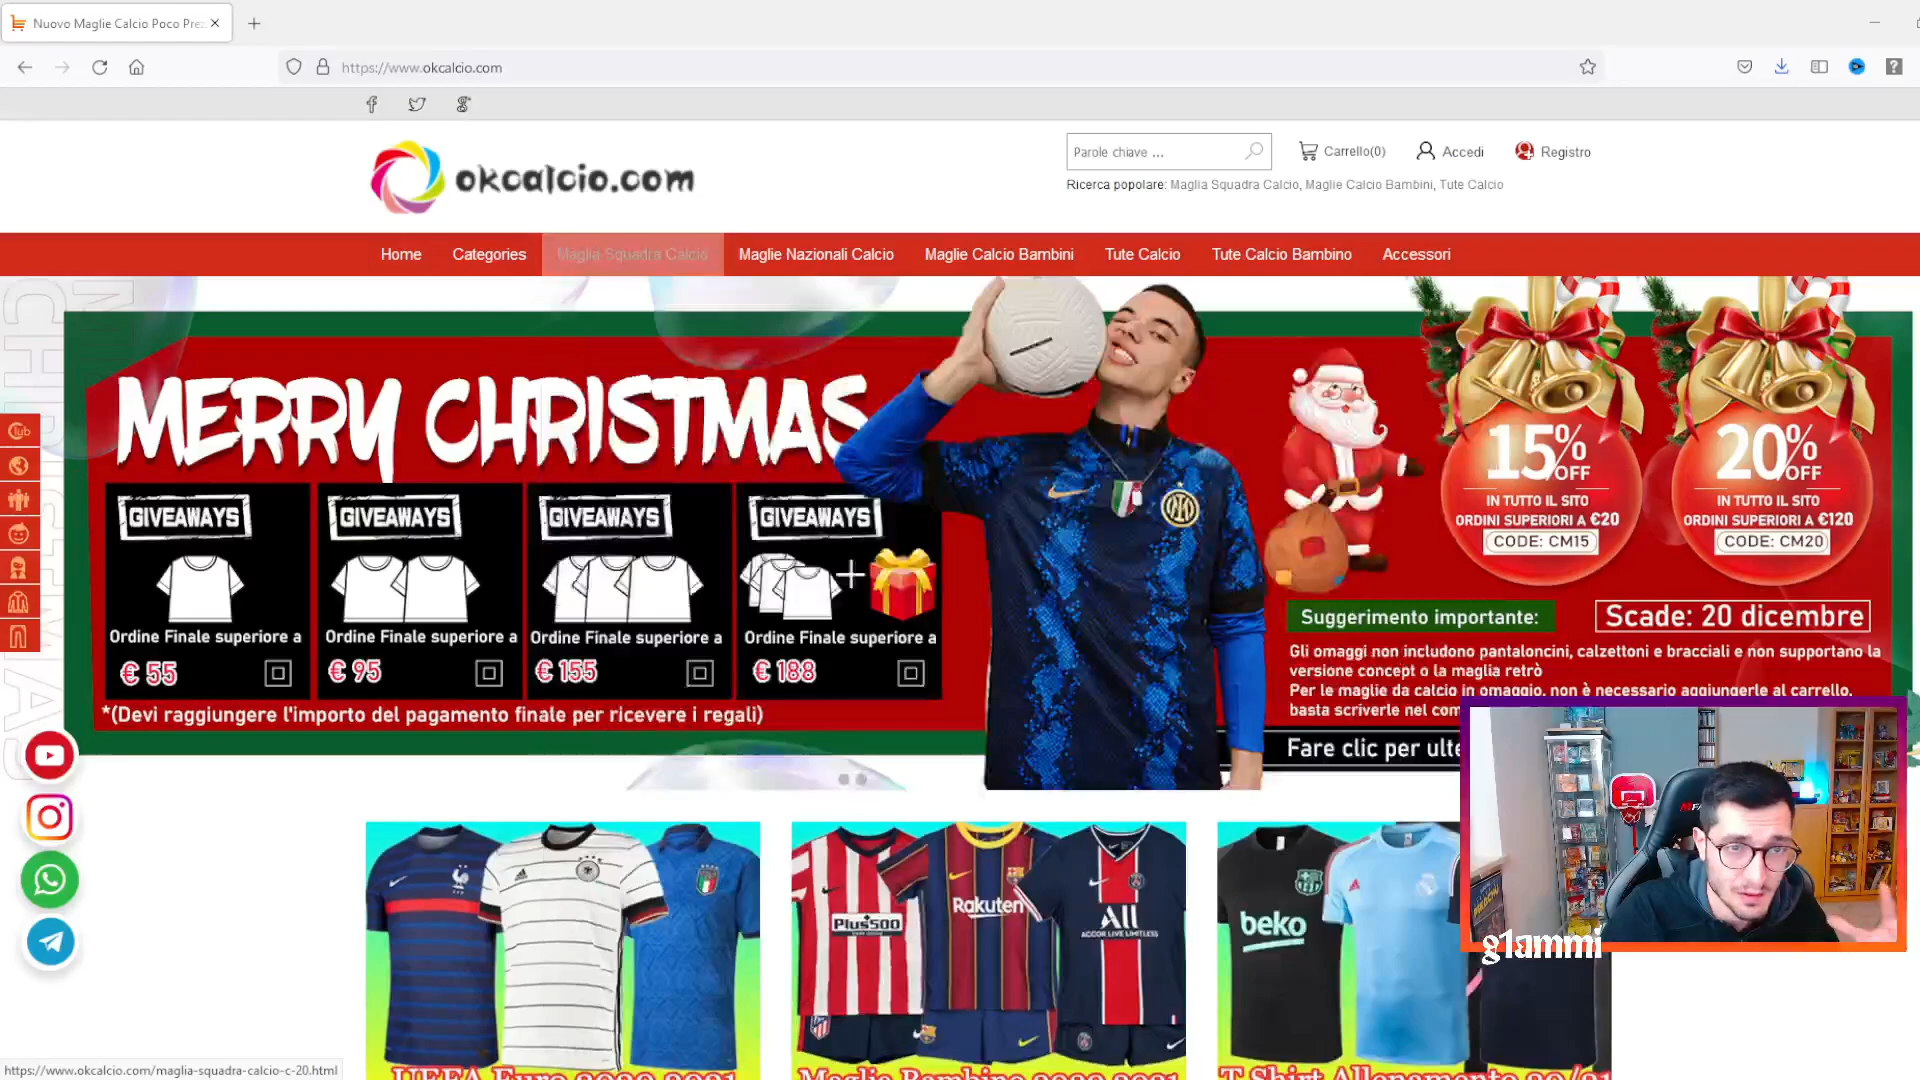 Nuovo Maglie Calcio Poco Prez
https://www.okcalcio.com
okcalcio.com
Parole chiave ...
Carrello(0)
Accedi
Registro
Ricerca popolare: Maglia Squadra Calcio, Maglie Calcio Bambini, Tute Calcio
Home
Categories
Maglia Squadra Calcio
Maglie Nazionali Calcio
Maglie Calcio Bambini
Tute Calcio
Tute Calcio Bambino
Accessori
MERRY CHRISTMAS
GIVEAWAYS
Ordine Finale superiore a
€ 55
GIVEAWAYS
Ordine Finale superiore a
€ 95
GIVEAWAYS
Ordine Finale superiore a
€ 155
GIVEAWAYS
Ordine Finale superiore a
€ 188
*(Devi raggiungere l'importo del pagamento finale per ricevere i regali)
15% OFF
IN TUTTO IL SITO
ORDINI SUPERIORI A €20
CODE: CM15
20% OFF
IN TUTTO IL SITO
ORDINI SUPERIORI A €120
CODE: CM20
Suggerimento importante:
Scade: 20 dicembre
Gli omaggi non includono pantaloncini, calzettoni e bracciali e non supportano la
versione concept o la maglia retrò
Per le maglie da calcio in omaggio, non è necessario aggiungerle al carrello,
basta scriverle nel com
Fare clic per ulte
Club
CHRISTMAS
Plus500
Rakuten
ALL
ACCOR LIVE LIMITLESS
beko
g1ammi
UEFA Euro 2020 2021
Maglia Bambino 2020 2021
T Shirt Allenamento 20/21
https://www.okcalcio.com/maglia-squadra-calcio-c-20.html